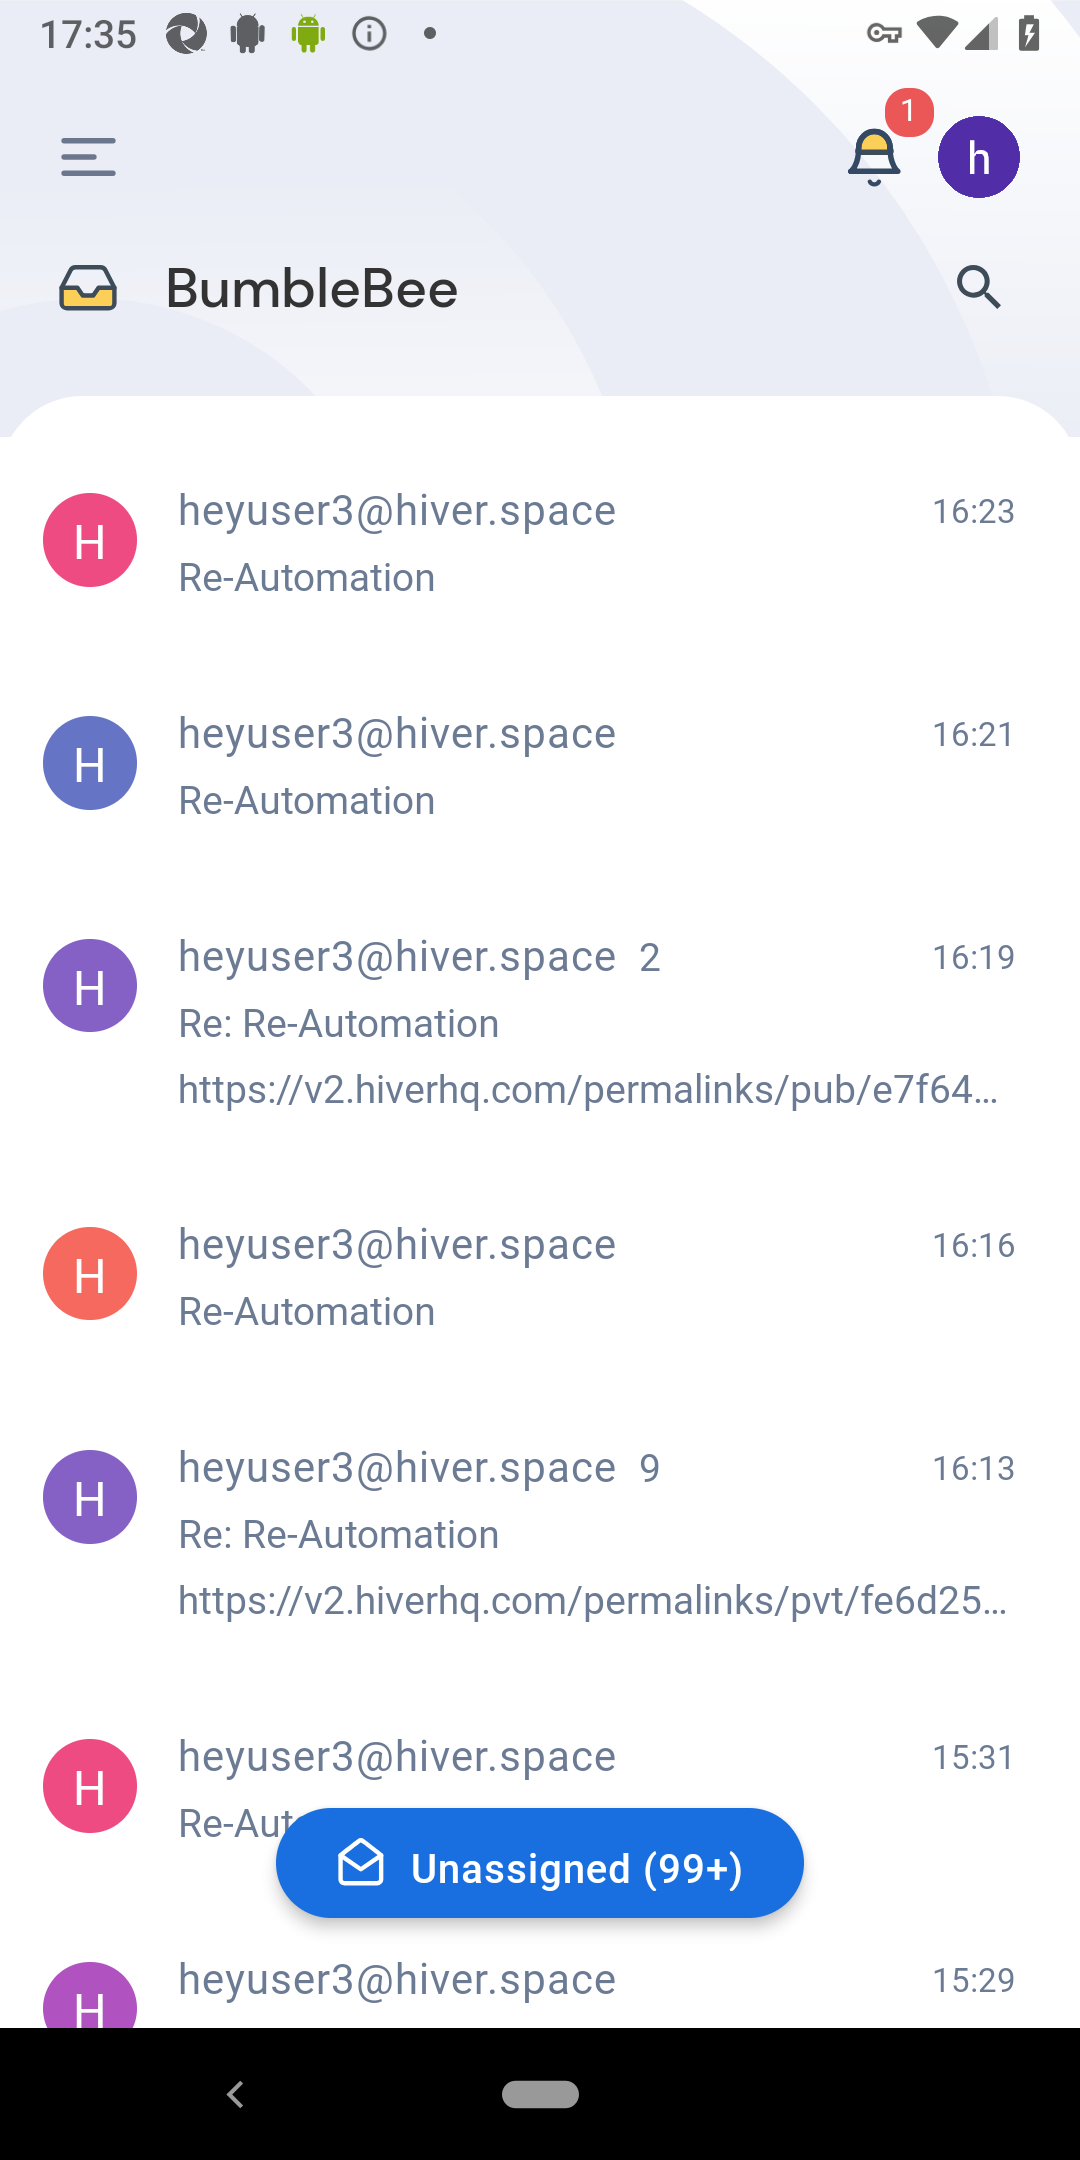 17:35
1
h
BumbleBee
H heyuser3@hiver.space 16:23
Re-Automation
H heyuser3@hiver.space 16:21
Re-Automation
H heyuser3@hiver.space 2 16:19
Re: Re-Automation
https://v2.hiverhq.com/permalinks/pub/e7f64...
H heyuser3@hiver.space 16:16
Re-Automation
H heyuser3@hiver.space 9 16:13
Re: Re-Automation
https://v2.hiverhq.com/permalinks/pvt/fe6d25...
H heyuser3@hiver.space 15:31
Re-Aut
Unassigned (99+)
H heyuser3@hiver.space 15:29